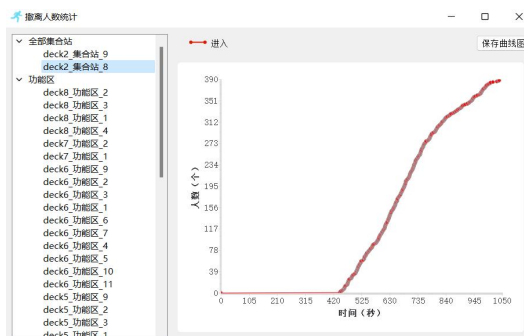 撤离人数统计
全部集合站
deck2_集合站_9
deck2_集合站_8
功能区
deck8_功能区_2
deck8_功能区_3
deck8_功能区_1
deck8_功能区_4
deck7_功能区_2
deck7_功能区_1
deck6_功能区_9
deck6_功能区_2
deck6_功能区_3
deck6_功能区_1
deck6_功能区_6
deck6_功能区_7
deck6_功能区_4
deck6_功能区_5
deck6_功能区_10
deck6_功能区_11
deck5_功能区_9
deck5_功能区_2
deck5_功能区_3
deck5_功能区_1
进入
保存曲线图
390
351
312
273
234
195
156
117
78
39
0
人数（个）
0 105 210 315 420 525 630 735 840 945 1050
时间（秒）